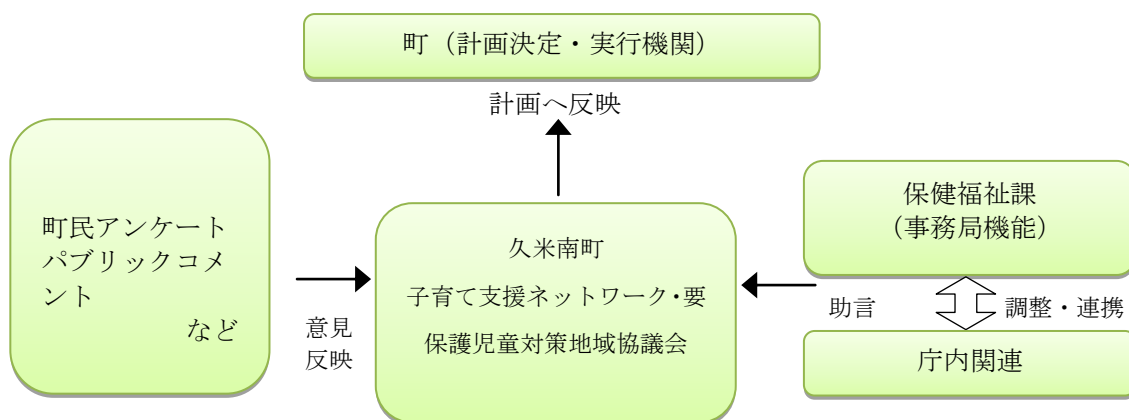 町（計画決定・実行機関）
計画へ反映
町民アンケート
パブリックコメ
ント
など
意見
反映
久米南町
子育て支援ネットワーク・要
保護児童対策地域協議会
保健福祉課
（事務局機能）
助言
調整・連携
庁内関連